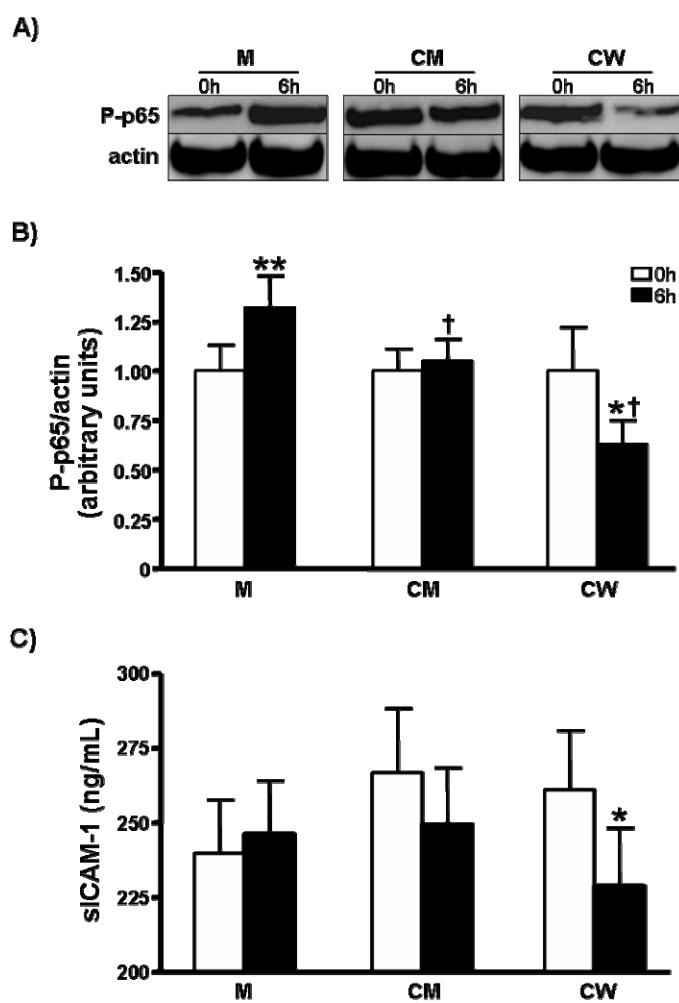 A)
M CM CW
0h 6h 0h 6h 0h 6h
P-p65
actin
B)
P-p65/actin
(arbitrary units)
1.50
1.25
1.00
0.75
0.50
0.25
0
**
†
*†
0h
6h
M CM CW
C)
sICAM-1 (ng/mL)
300
275
250
225
200
*
M CM CW